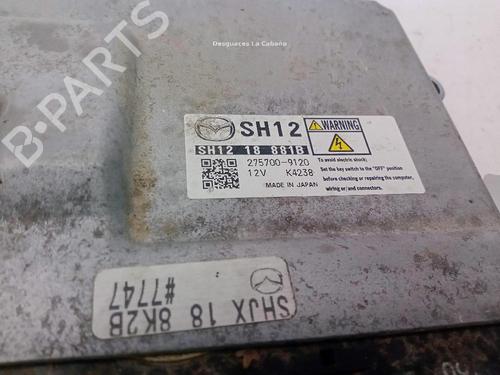 Desguaces La Cabaña
B-PARTS
SH12
SH12 18 881B
275700-9120
12V K4238
MADE IN JAPAN
WARNING
To avoid electric shock;
Set the key switch to the "OFF" position
before checking or repairing the computer,
wiring or/and connectors.
SHJX 18 8K2B
#7747